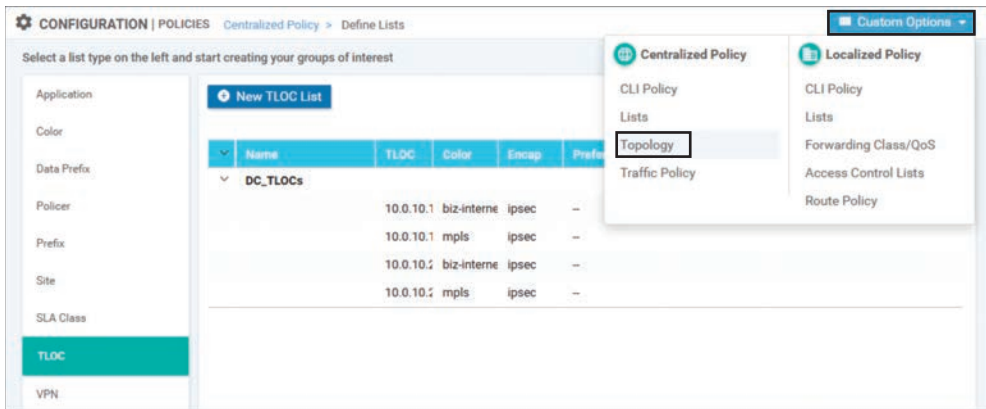 CONFIGURATION | POLICIES Centralized Policy > Define Lists
Custom Options
Select a list type on the left and start creating your groups of interest
Application
Color
Data Prefix
Policer
Prefix
Site
SLA Class
TLOC
VPN
New TLOC List
Name TLOC Color Encap Prefe
DC_TLOCs
10.0.10.1 biz-interne ipsec –
10.0.10.1 mpls ipsec –
10.0.10.2 biz-interne ipsec –
10.0.10.2 mpls ipsec –
Centralized Policy
CLI Policy
Lists
Topology
Traffic Policy
Localized Policy
CLI Policy
Lists
Forwarding Class/QoS
Access Control Lists
Route Policy